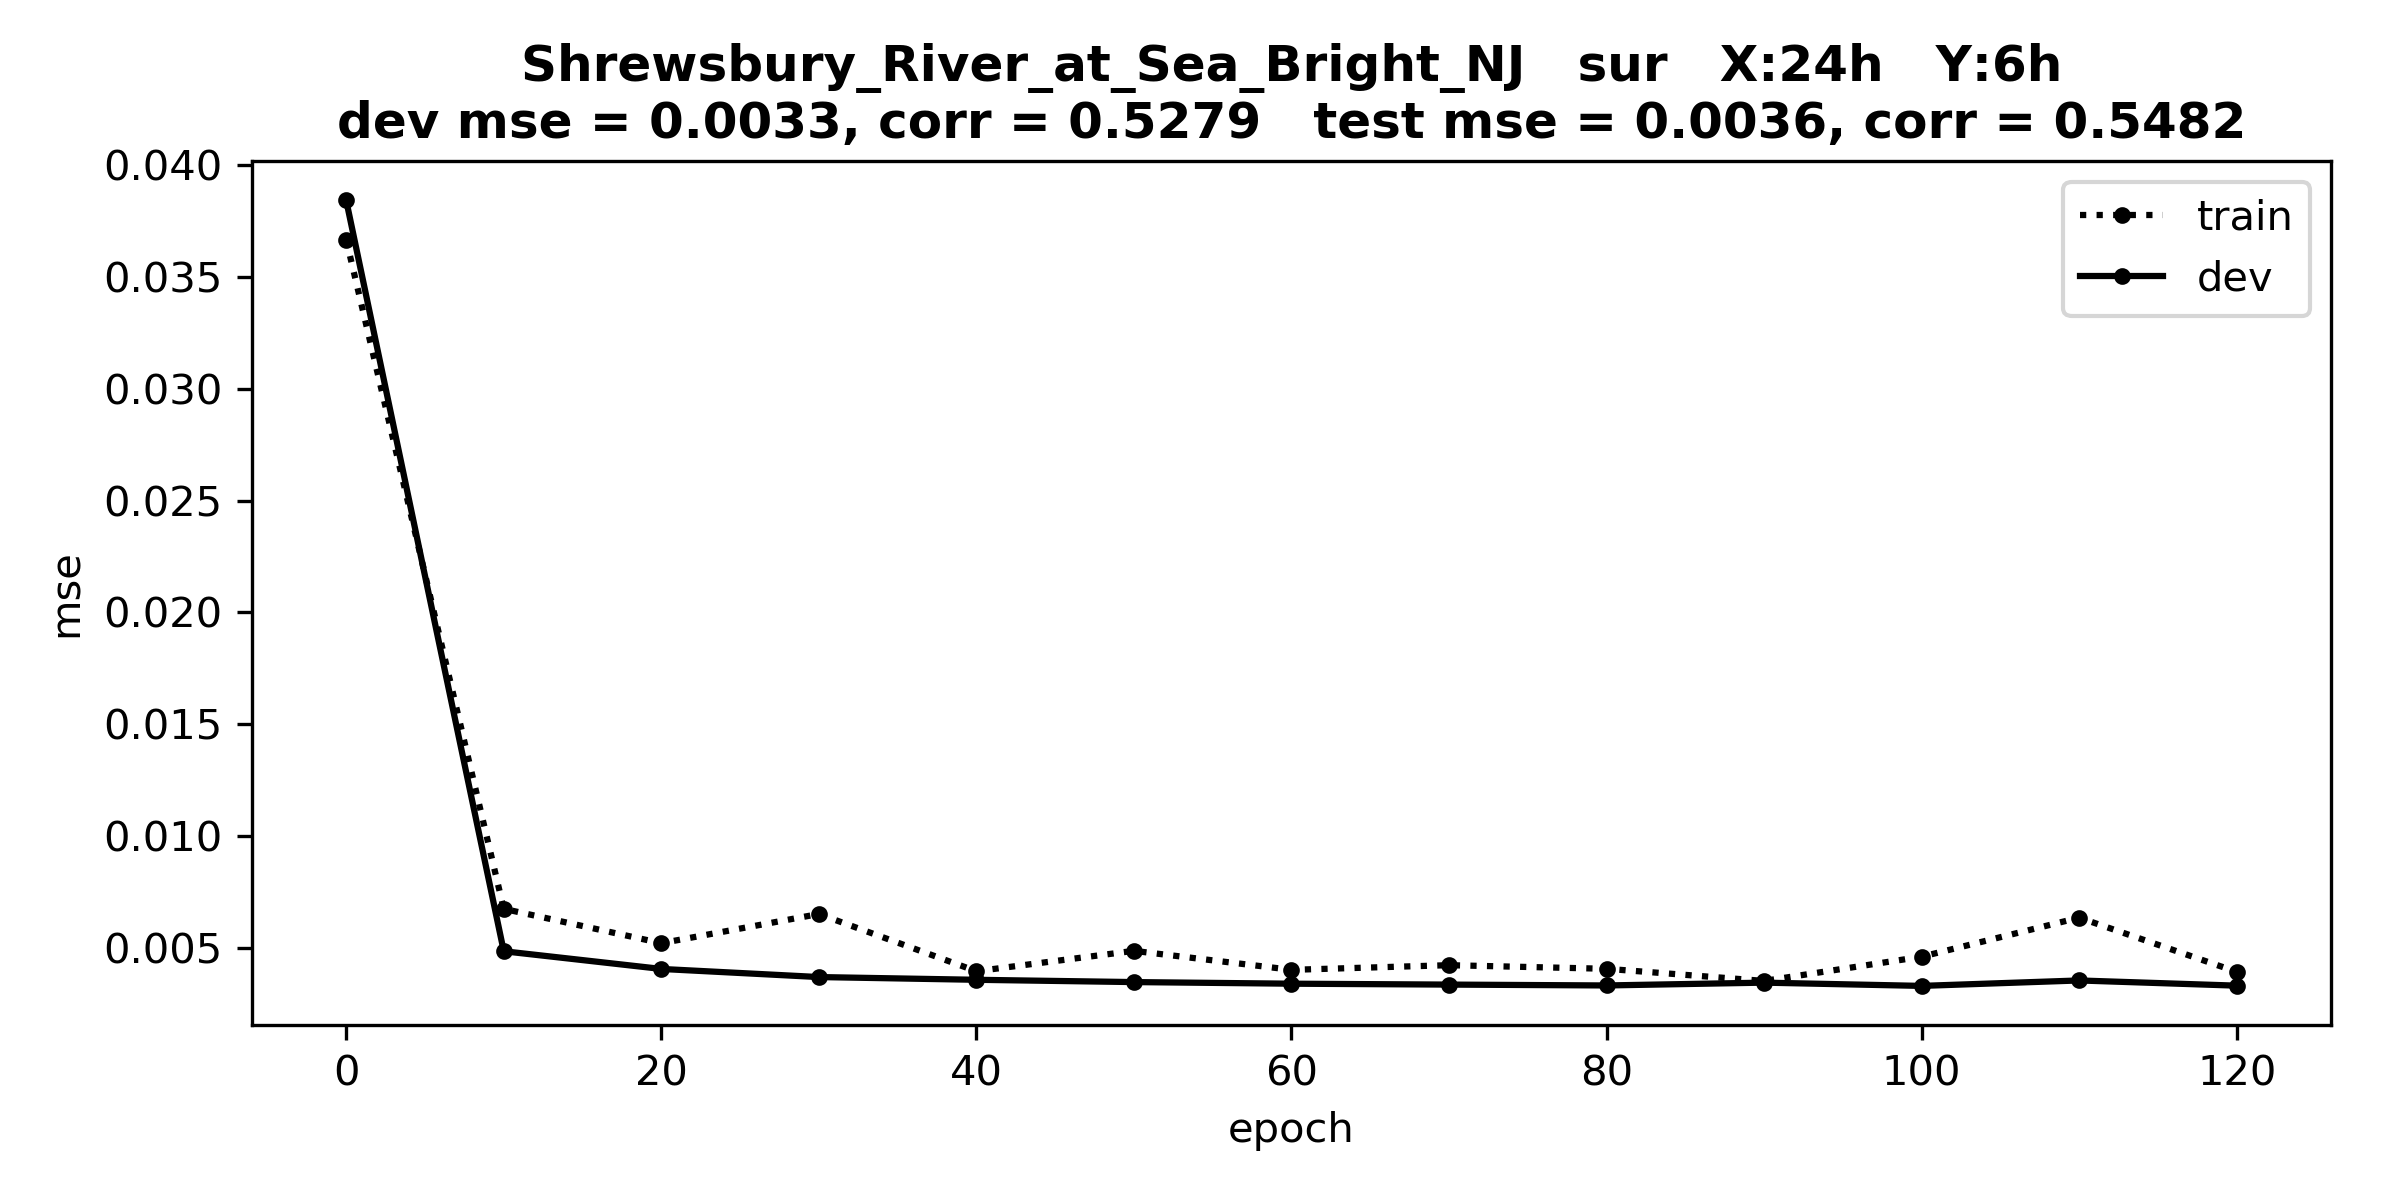 Shrewsbury_River_at_Sea_Bright_NJ   sur   X:24h   Y:6h
dev mse = 0.0033, corr = 0.5279   test mse = 0.0036, corr = 0.5482
0.040
0.035
0.030
0.025
0.020
0.015
0.010
0.005
mse
train
dev
0 20 40 60 80 100 120
epoch